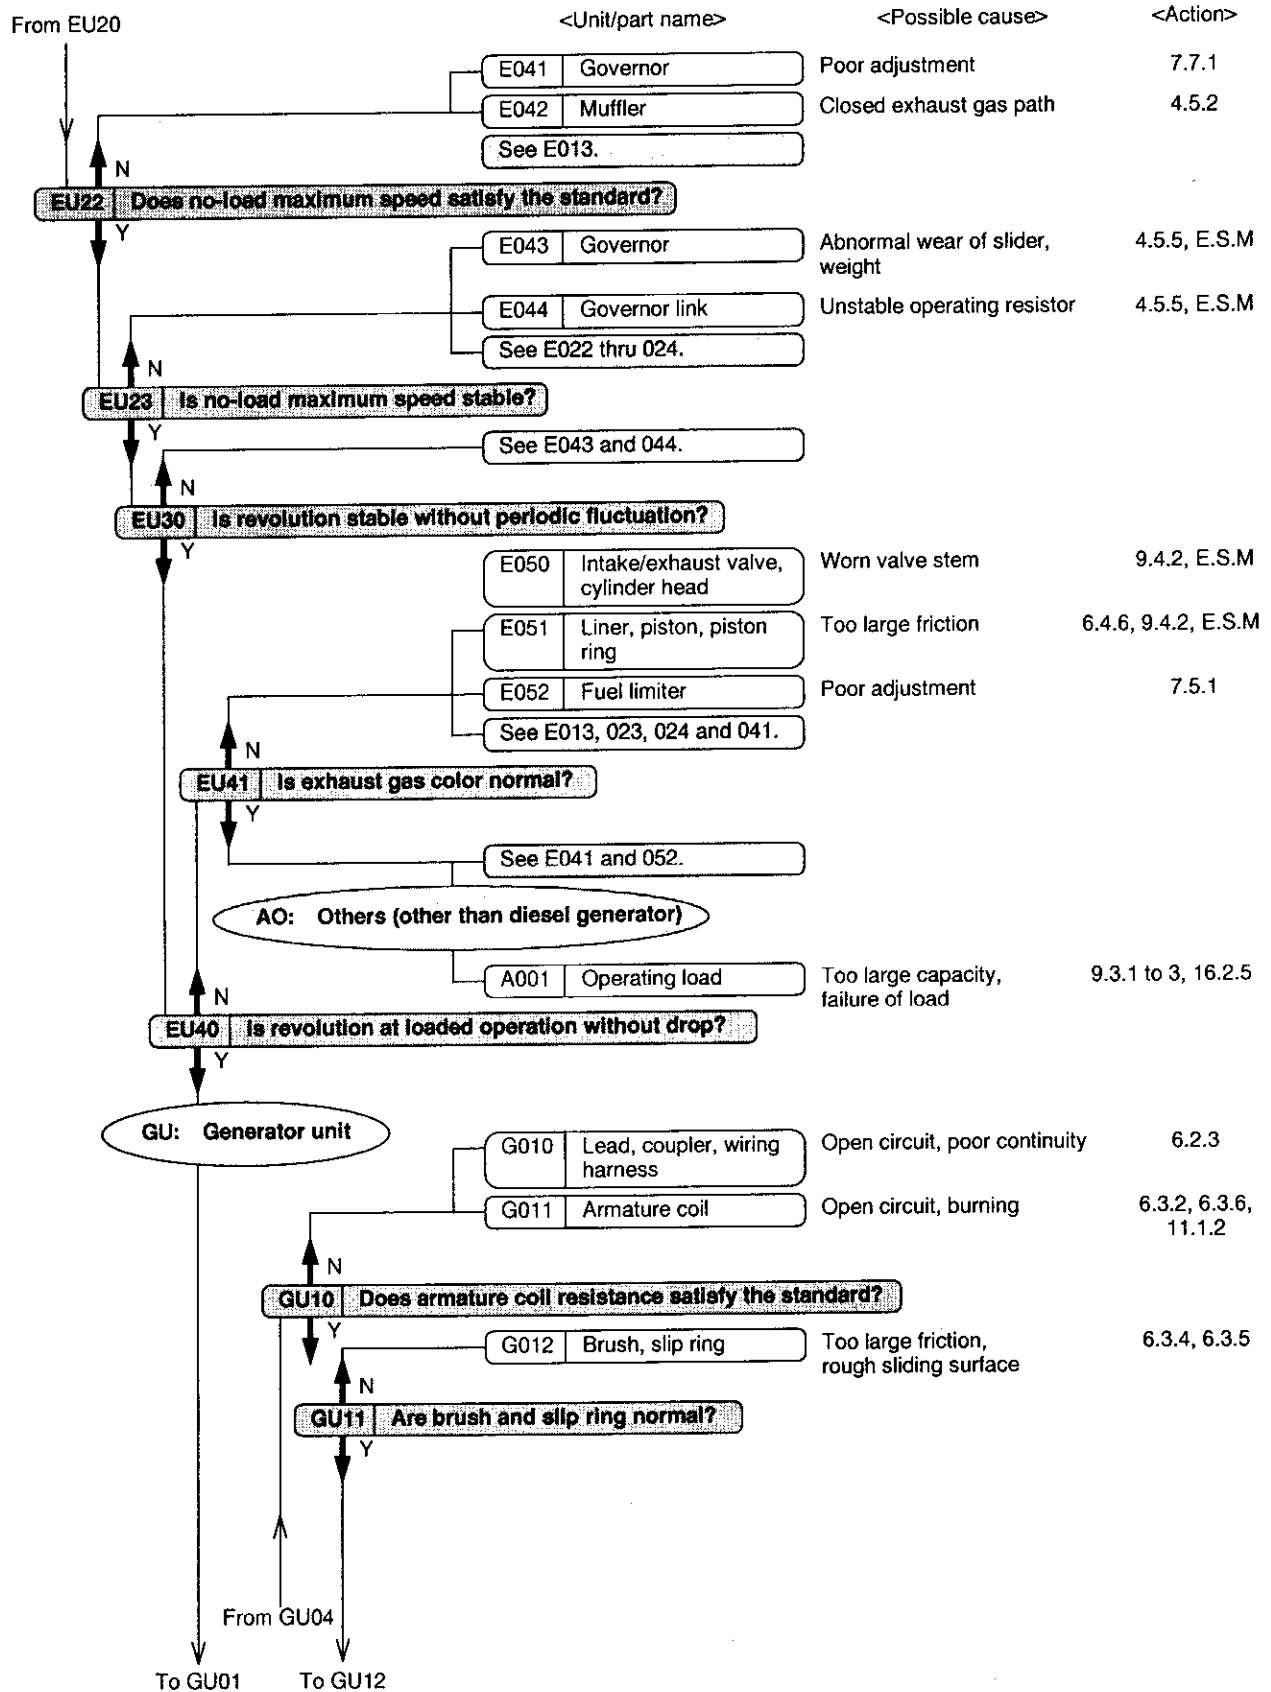 From EU20
<Unit/part name> <Possible cause> <Action>
E041 Governor Poor adjustment 7.7.1
E042 Muffler Closed exhaust gas path 4.5.2
See E013.
N
EU22 Does no-load maximum speed satisfy the standard?
Y
E043 Governor Abnormal wear of slider, 4.5.5, E.S.M
weight
E044 Governor link Unstable operating resistor 4.5.5, E.S.M
See E022 thru 024.
N
EU23 Is no-load maximum speed stable?
Y
See E043 and 044.
N
EU30 Is revolution stable without periodic fluctuation?
Y
E050 Intake/exhaust valve, Worn valve stem 9.4.2, E.S.M
cylinder head
E051 Liner, piston, piston Too large friction 6.4.6, 9.4.2, E.S.M
ring
E052 Fuel limiter Poor adjustment 7.5.1
See E013, 023, 024 and 041.
N
EU41 Is exhaust gas color normal?
Y
See E041 and 052.
AO: Others (other than diesel generator)
A001 Operating load Too large capacity, 9.3.1 to 3, 16.2.5
failure of load
N
EU40 Is revolution at loaded operation without drop?
Y
GU: Generator unit
G010 Lead, coupler, wiring Open circuit, poor continuity 6.2.3
harness
G011 Armature coil Open circuit, burning 6.3.2, 6.3.6,
11.1.2
N
GU10 Does armature coil resistance satisfy the standard?
Y
G012 Brush, slip ring Too large friction, 6.3.4, 6.3.5
rough sliding surface
N
GU11 Are brush and slip ring normal?
Y
From GU04
To GU01 To GU12